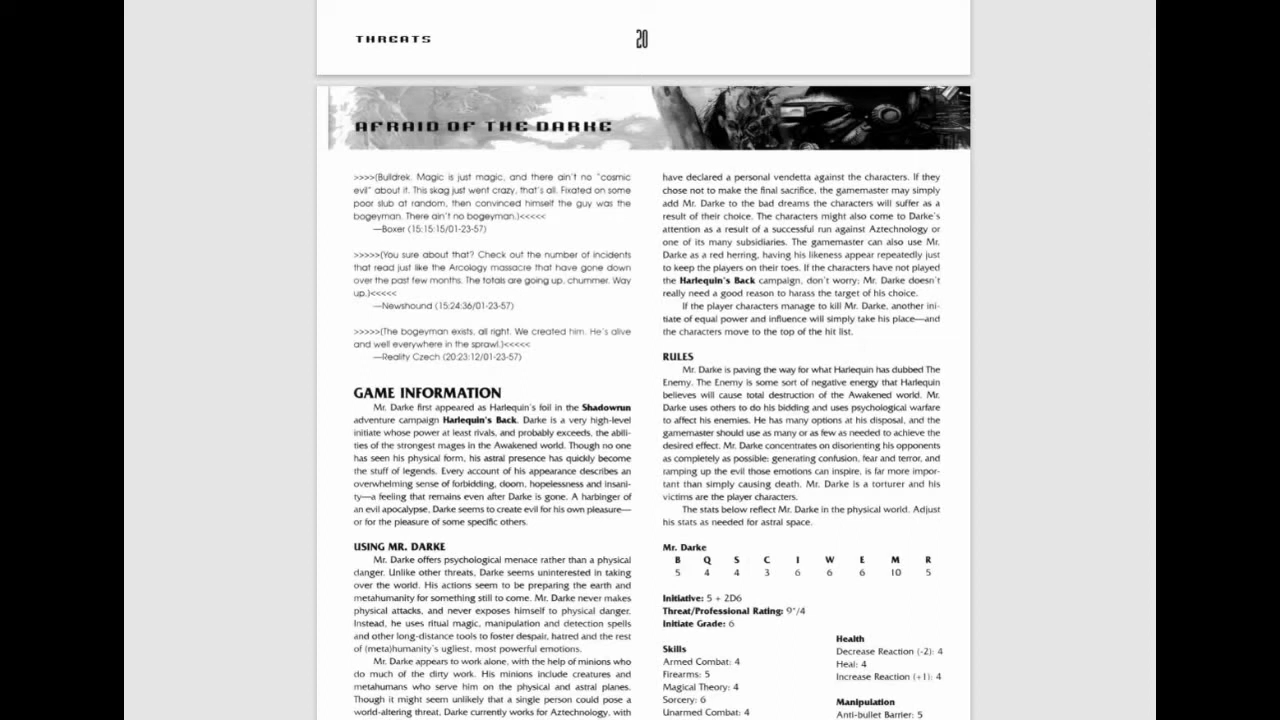 THREATS
20
AFRAID OF THE DARKE
>>>>(Bulldrek. Magic is just magic, and there ain't no "cosmic
evil" about it. This skag just went crazy, that's all. Fixated on some
poor slub at random, then convinced himself the guy was the
bogeyman. There ain't no bogeyman.)<<<<<
—Boxer (15:15:15/01-23-57)
>>>>>(You sure about that? Check out the number of incidents
that read just like the Arcology massacre that have gone down
over the past few months. The totals are going up, chummer. Way
up.)<<<<<
—Newshound (15:24:36/01-23-57)
>>>>>(The bogeyman exists, all right. We created him. He's alive
and well everywhere in the sprawl.)<<<<<
—Reality Czech (20:23:12/01-23-57)
GAME INFORMATION
Mr. Darke first appeared as Harlequin's foil in the Shadowrun
adventure campaign Harlequin's Back. Darke is a very high-level
initiate whose power at least rivals, and probably exceeds, the abili-
ties of the strongest mages in the Awakened world. Though no one
has seen his physical form, his astral presence has quickly become
the stuff of legends. Every account of his appearance describes an
overwhelming sense of forbidding, doom, hopelessness and insani-
ty—a feeling that remains even after Darke is gone. A harbinger of
an evil apocalypse, Darke seems to create evil for his own pleasure—
or for the pleasure of some specific others.
USING MR. DARKE
Mr. Darke offers psychological menace rather than a physical
danger. Unlike other threats, Darke seems uninterested in taking
over the world. His actions seem to be preparing the earth and
metahumanity for something still to come. Mr. Darke never makes
physical attacks, and never exposes himself to physical danger.
Instead, he uses ritual magic, manipulation and detection spells
and other long-distance tools to foster despair, hatred and the rest
of (meta)humanity's ugliest, most powerful emotions.
Mr. Darke appears to work alone, with the help of minions who
do much of the dirty work. His minions include creatures and
metahumans who serve him on the physical and astral planes.
Though it might seem unlikely that a single person could pose a
world-altering threat, Darke currently works for Aztechnology, with
have declared a personal vendetta against the characters. If they
chose not to make the final sacrifice, the gamemaster may simply
add Mr. Darke to the bad dreams the characters will suffer as a
result of their choice. The characters might also come to Darke's
attention as a result of a successful run against Aztechnology or
one of its many subsidiaries. The gamemaster can also use Mr.
Darke as a red herring, having his likeness appear repeatedly just
to keep the players on their toes. If the characters have not played
the Harlequin's Back campaign, don't worry; Mr. Darke doesn't
really need a good reason to harass the target of his choice.
If the player characters manage to kill Mr. Darke, another ini-
tiate of equal power and influence will simply take his place—and
the characters move to the top of the hit list.
RULES
Mr. Darke is paving the way for what Harlequin has dubbed The
Enemy. The Enemy is some sort of negative energy that Harlequin
believes will cause total destruction of the Awakened world. Mr.
Darke uses others to do his bidding and uses psychological warfare
to affect his enemies. He has many options at his disposal, and the
gamemaster should use as many or as few as needed to achieve the
desired effect. Mr. Darke concentrates on disorienting his opponents
as completely as possible; generating confusion, fear and terror, and
ramping up the evil those emotions can inspire, is far more impor-
tant than simply causing death. Mr. Darke is a torturer and his
victims are the player characters.
The stats below reflect Mr. Darke in the physical world. Adjust
his stats as needed for astral space.
Mr. Darke
B Q S C I W E M R
5 4 4 3 6 6 6 10 5
Initiative: 5 + 2D6
Threat/Professional Rating: 9*/4
Initiate Grade: 6
Skills
Armed Combat: 4
Firearms: 5
Magical Theory: 4
Sorcery: 6
Unarmed Combat: 4
Health
Decrease Reaction (-2): 4
Heal: 4
Increase Reaction (+1): 4
Manipulation
Anti-bullet Barrier: 5